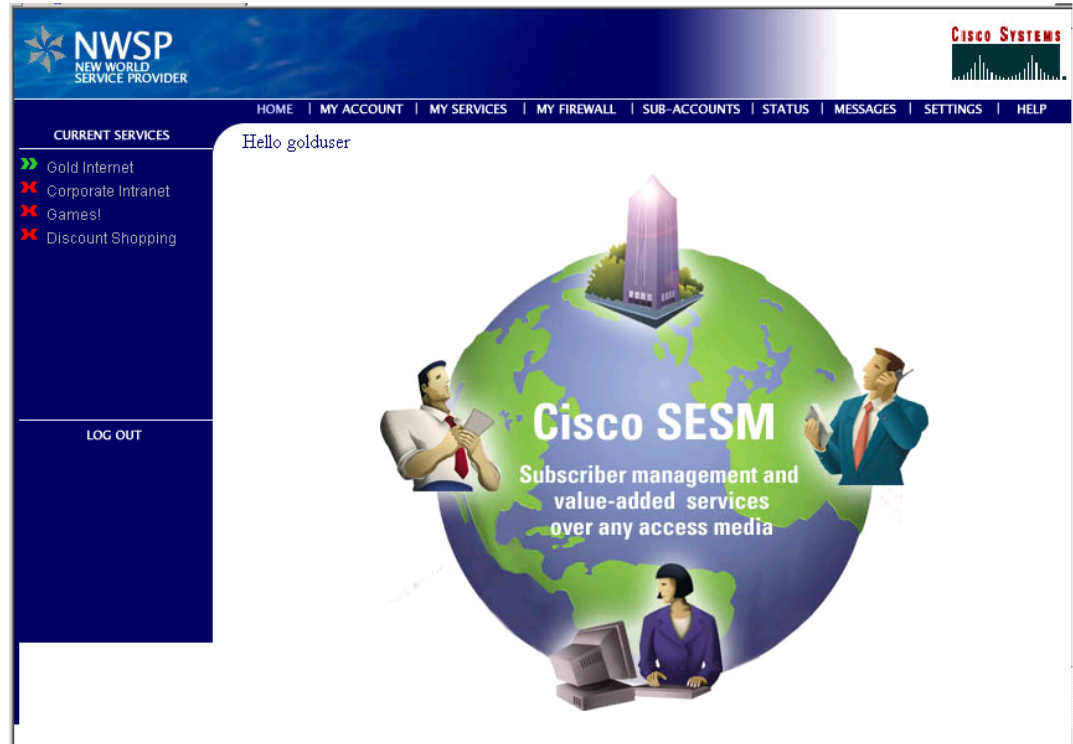 NWSP
NEW WORLD
SERVICE PROVIDER
CISCO SYSTEMS
HOME | MY ACCOUNT | MY SERVICES | MY FIREWALL | SUB-ACCOUNTS | STATUS | MESSAGES | SETTINGS | HELP
CURRENT SERVICES
Gold Internet
Corporate Intranet
Games!
Discount Shopping
LOG OUT
Hello golduser
Cisco SESM
Subscriber management and
value-added services
over any access media